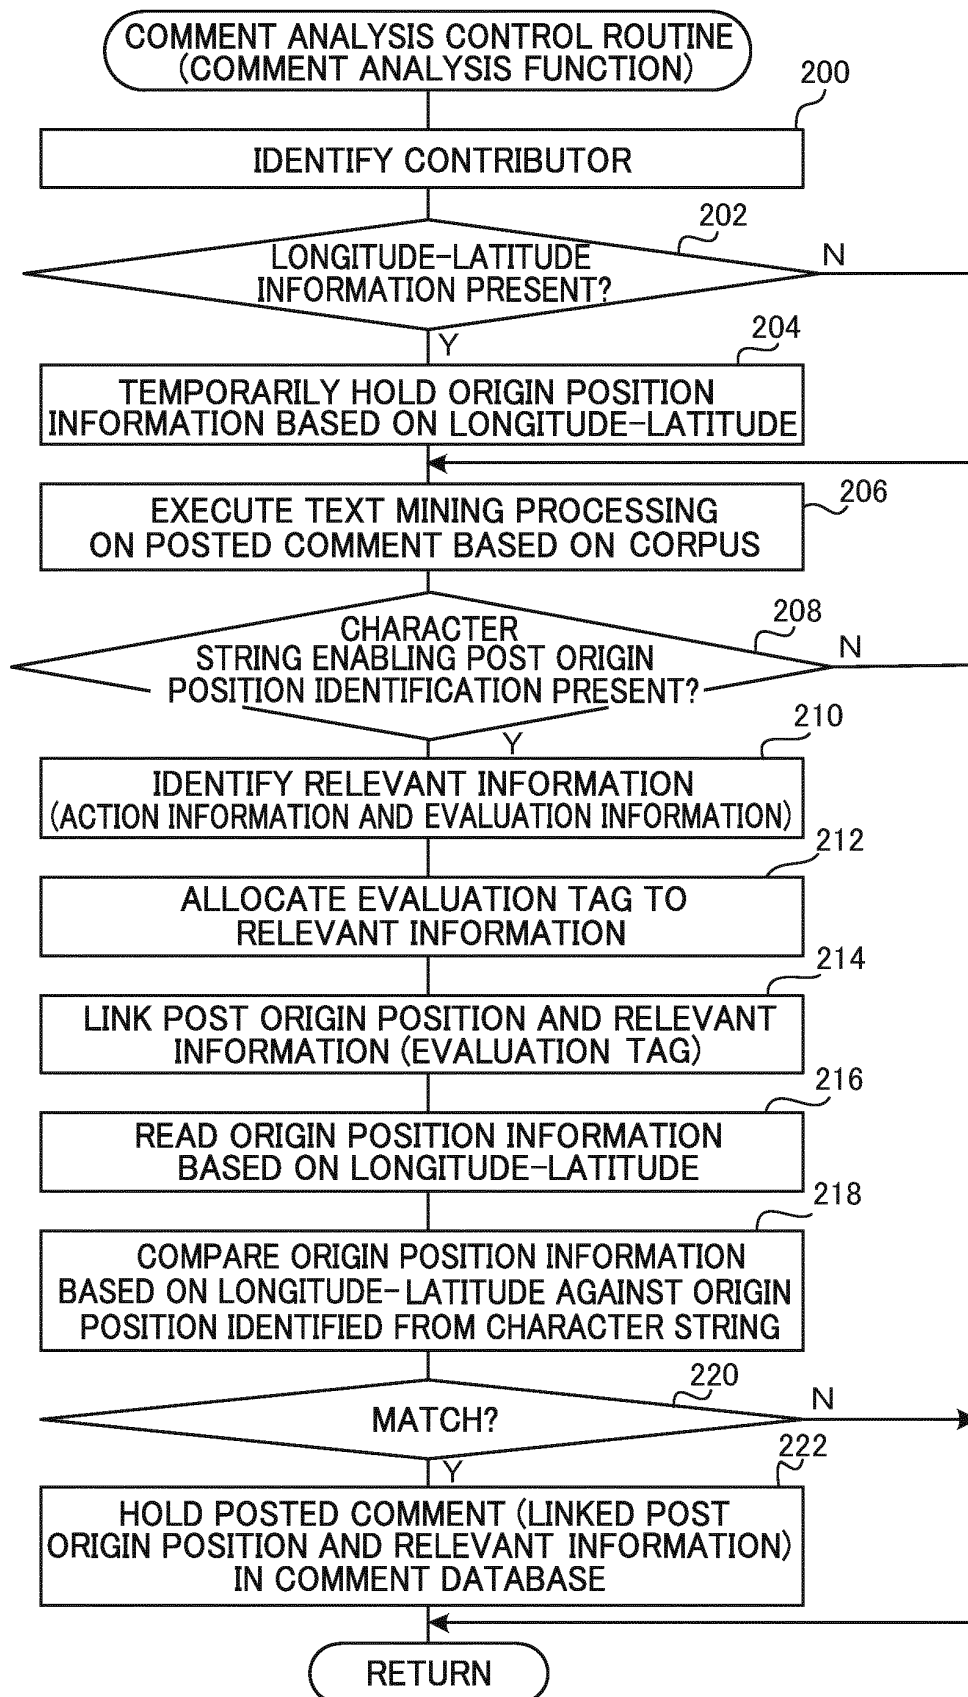 COMMENT ANALYSIS CONTROL ROUTINE
(COMMENT ANALYSIS FUNCTION)
200
IDENTIFY CONTRIBUTOR
202
LONGITUDE-LATITUDE
INFORMATION PRESENT?
N
Y
204
TEMPORARILY HOLD ORIGIN POSITION
INFORMATION BASED ON LONGITUDE-LATITUDE
206
EXECUTE TEXT MINING PROCESSING
ON POSTED COMMENT BASED ON CORPUS
208
CHARACTER
STRING ENABLING POST ORIGIN
POSITION IDENTIFICATION PRESENT?
N
Y
210
IDENTIFY RELEVANT INFORMATION
(ACTION INFORMATION AND EVALUATION INFORMATION)
212
ALLOCATE EVALUATION TAG TO
RELEVANT INFORMATION
214
LINK POST ORIGIN POSITION AND RELEVANT
INFORMATION (EVALUATION TAG)
216
READ ORIGIN POSITION INFORMATION
BASED ON LONGITUDE-LATITUDE
218
COMPARE ORIGIN POSITION INFORMATION
BASED ON LONGITUDE-LATITUDE AGAINST ORIGIN
POSITION IDENTIFIED FROM CHARACTER STRING
220
MATCH?
N
Y
222
HOLD POSTED COMMENT (LINKED POST
ORIGIN POSITION AND RELEVANT INFORMATION)
IN COMMENT DATABASE
RETURN